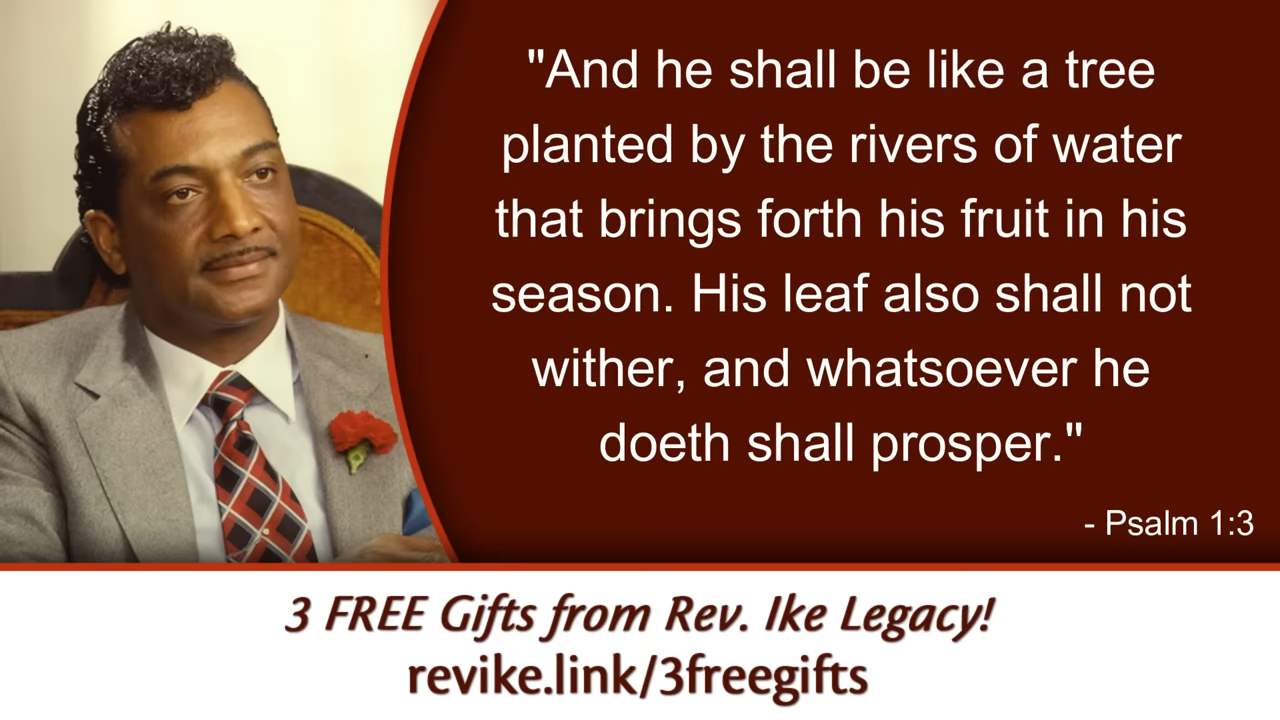 "And he shall be like a tree
planted by the rivers of water
that brings forth his fruit in his
season. His leaf also shall not
wither, and whatsoever he
doeth shall prosper."
- Psalm 1:3
3 FREE Gifts from Rev. Ike Legacy!
revike.link/3freegifts